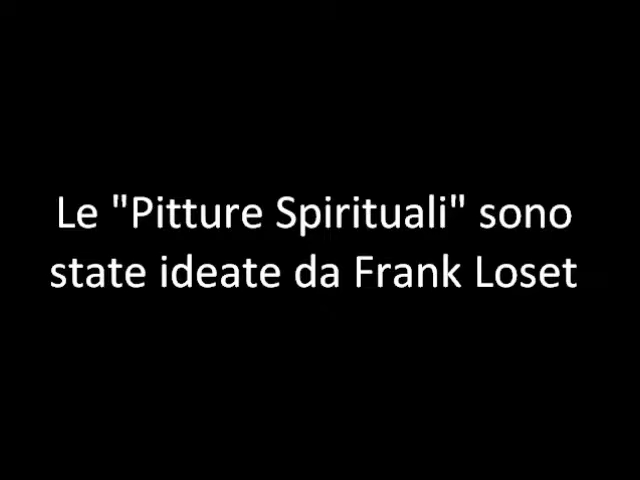 Le "Pitture Spirituali" sono
state ideate da Frank Loset